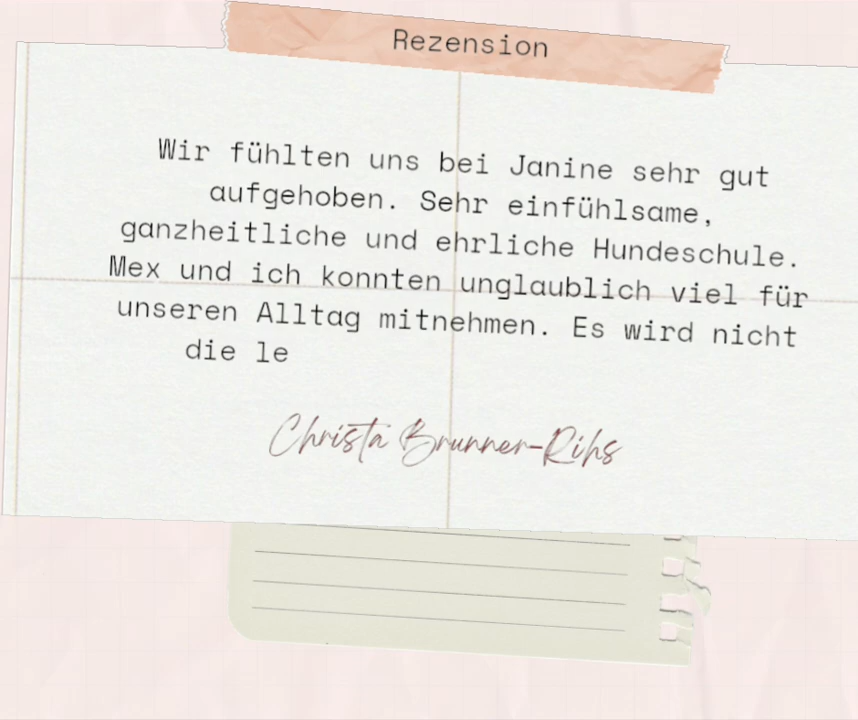 Rezension
Wir fühlten uns bei Janine sehr gut
aufgehoben. Sehr einfühlsame,
ganzheitliche und ehrliche Hundeschule.
Mex und ich konnten unglaublich viel für
unseren Alltag mitnehmen. Es wird nicht
die le
Christa Brunner-Rihs